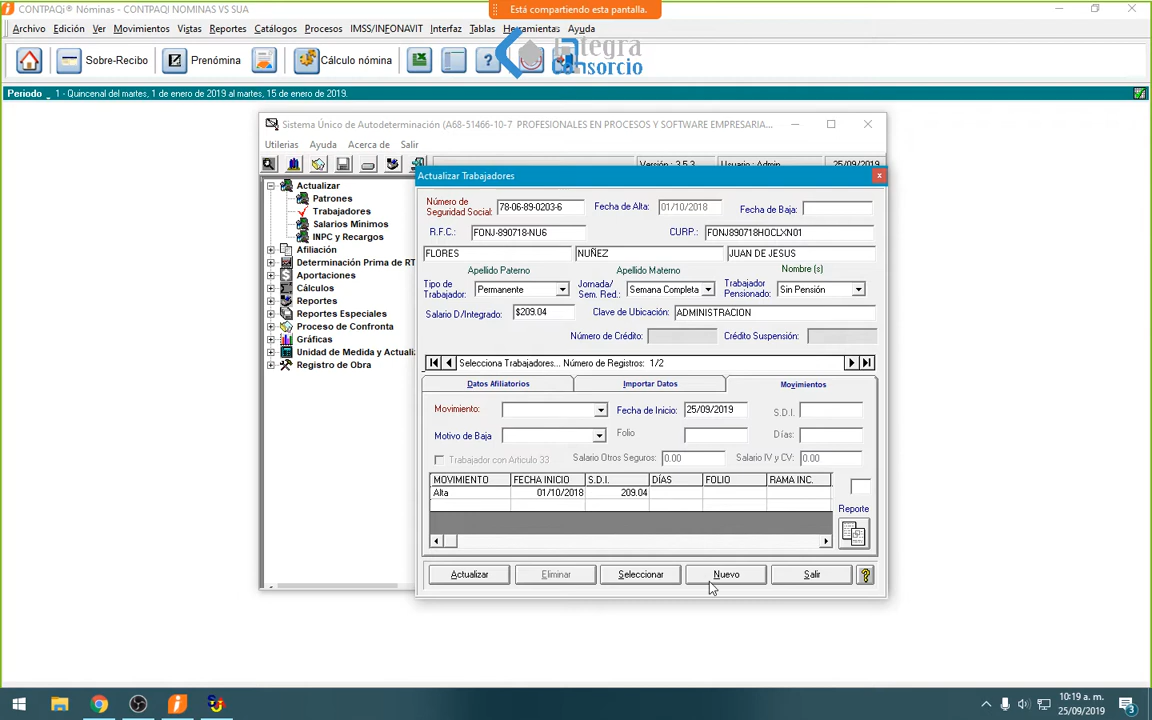 CONTPAQi® Nóminas - CONTPAQI NOMINAS VS SUA
Está compartiendo esta pantalla.
Archivo Edición Ver Movimientos Vistas Reportes Catálogos Procesos IMSS/INFONAVIT Interfaz Tablas Herramientas Ayuda
Sobre-Recibo Prenómina Cálculo nómina
Integra
Consorcio
Periodo 1 - Quincenal del martes, 1 de enero de 2019 al martes, 15 de enero de 2019.
Sistema Único de Autodeterminación (A68-51466-10-7 PROFESIONALES EN PROCESOS Y SOFTWARE EMPRESARIA...
Utilerias Ayuda Acerca de Salir
Versión : 3.5.3 Usuario : Admin 25/09/2019
Actualizar
Patrones
Trabajadores
Salarios Mínimos
INPC y Recargos
Afiliación
Determinación Prima de RT
Aportaciones
Cálculos
Reportes
Reportes Especiales
Proceso de Confronta
Gráficas
Unidad de Medida y Actuali
Registro de Obra
Actualizar Trabajadores
Número de Seguridad Social: 78-06-89-0203-6 Fecha de Alta: 01/10/2018 Fecha de Baja:
R.F.C.: FONJ-890718-NU6 CURP.: FONJ890718HOCLXN01
FLORES NUÑEZ JUAN DE JESUS
Apellido Paterno Apellido Materno Nombre (s)
Tipo de Trabajador: Permanente Jornada/ Sem. Red.: Semana Completa Trabajador Pensionado: Sin Pensión
Salario D/Integrado: $209.04 Clave de Ubicación: ADMINISTRACION
Número de Crédito: Crédito Suspensión:
Selecciona Trabajadores... Número de Registros: 1/2
Datos Afiliatorios Importar Datos Movimientos
Movimiento: Fecha de Inicio: 25/09/2019 S.D.I.
Motivo de Baja Folio Días:
Trabajador con Articulo 33 Salario Otros Seguros: 0.00 Salario IV y CV: 0.00
MOVIMIENTO FECHA INICIO S.D.I. DÍAS FOLIO RAMA INC.
Alta 01/10/2018 209.04
Reporte
Actualizar Eliminar Seleccionar Nuevo Salir
10:19 a. m.
25/09/2019
3